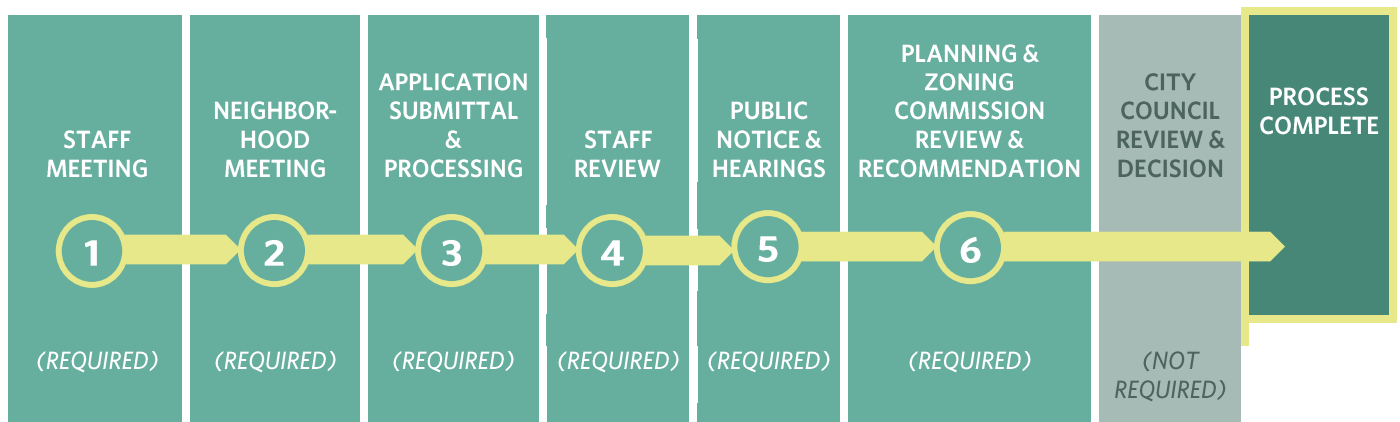 STAFF
MEETING
1
(REQUIRED)
NEIGHBOR-
HOOD
MEETING
2
(REQUIRED)
APPLICATION
SUBMITTAL
&
PROCESSING
3
(REQUIRED)
STAFF
REVIEW
4
(REQUIRED)
PUBLIC
NOTICE &
HEARINGS
5
(REQUIRED)
PLANNING &
ZONING
COMMISSION
REVIEW &
RECOMMENDATION
6
(REQUIRED)
CITY
COUNCIL
REVIEW &
DECISION
(NOT
REQUIRED)
PROCESS
COMPLETE